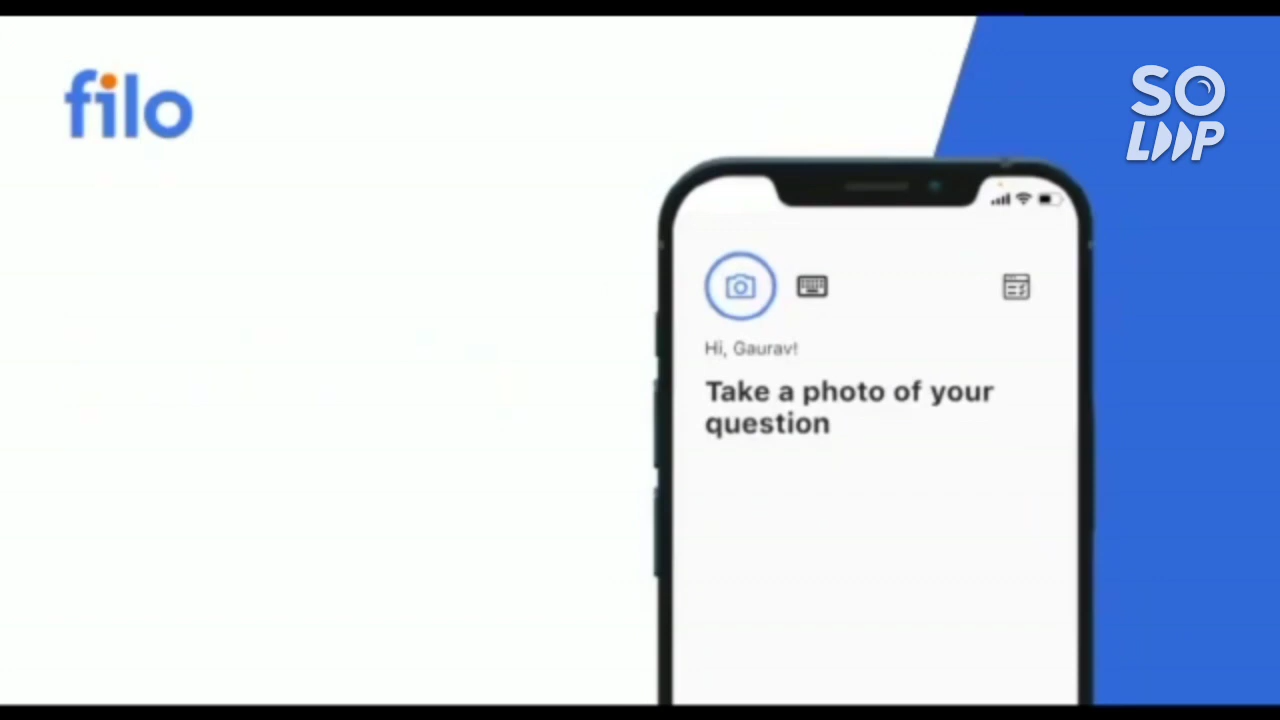 filo
SO
LOOP
Hi, Gaurav!
Take a photo of your
question